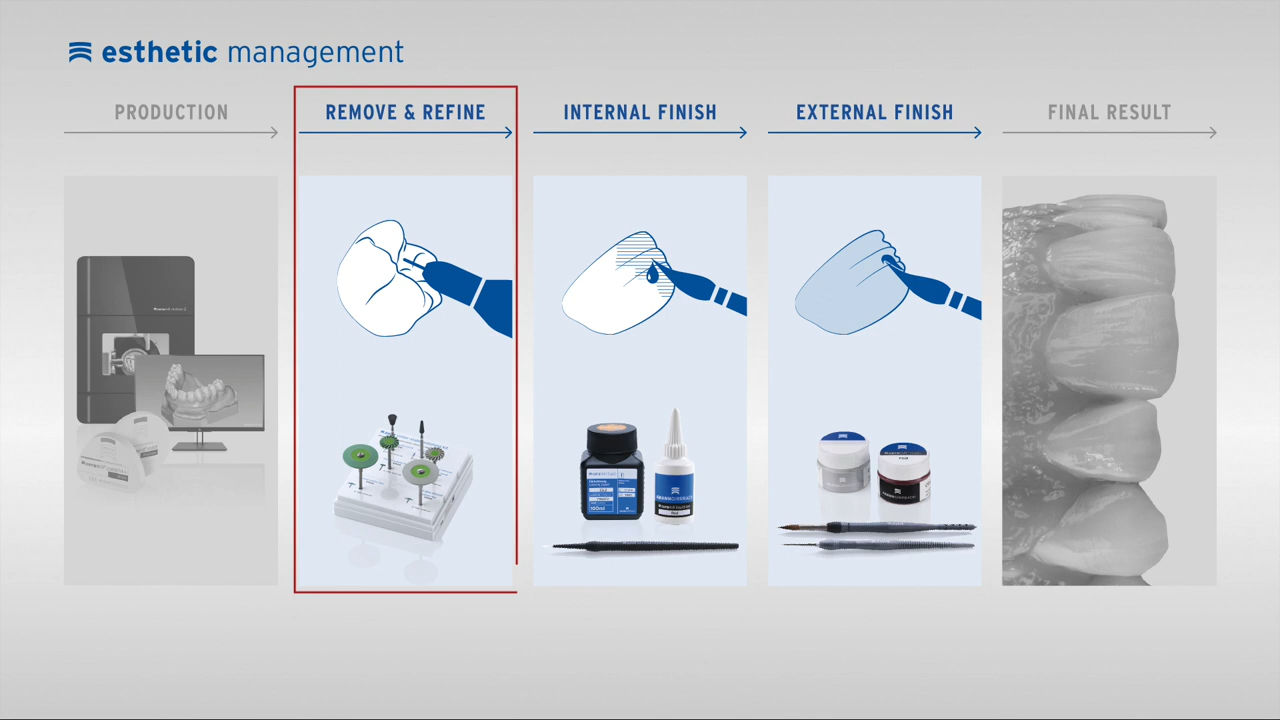 esthetic management
PRODUCTION
REMOVE & REFINE
INTERNAL FINISH
EXTERNAL FINISH
FINAL RESULT